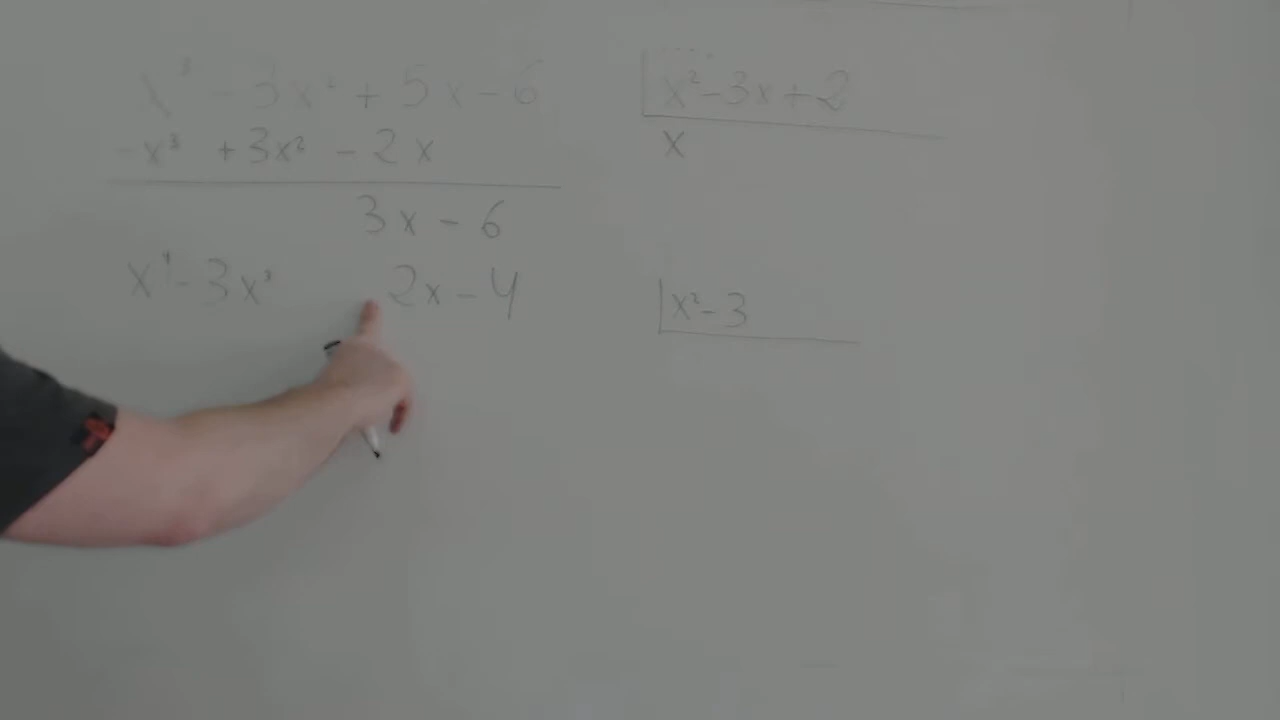 x³ - 3x² + 5x - 6
x² - 3x + 2
-x³ + 3x² - 2x
x
3x - 6
x⁴ - 3x³ 2x - 4
x² - 3